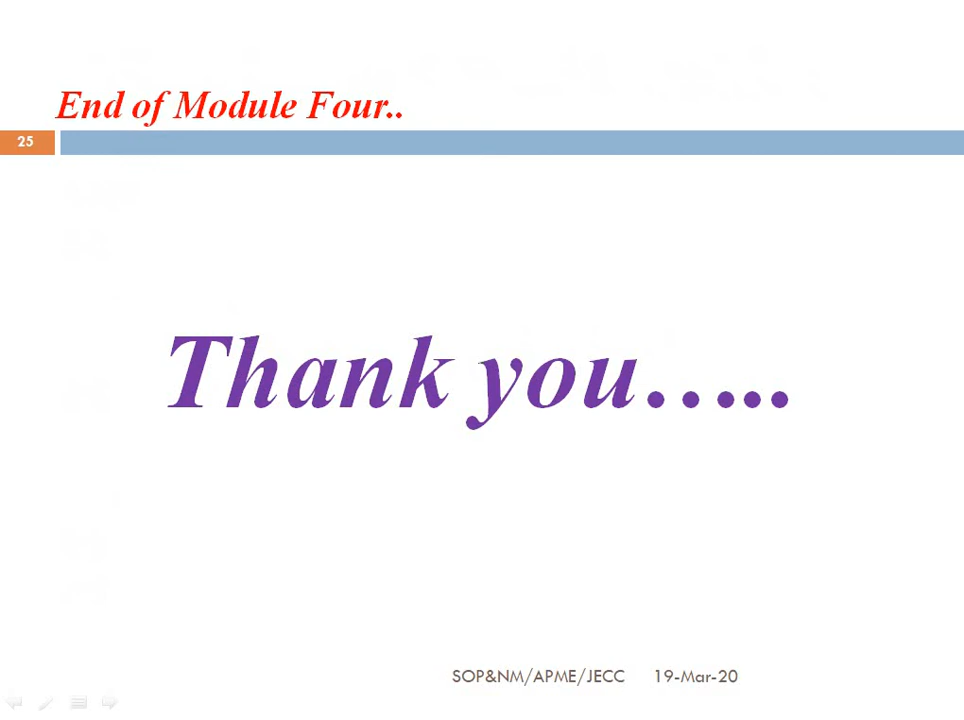 End of Module Four..
25
Thank you…..
SOP&NM/APME/JECC 19-Mar-20